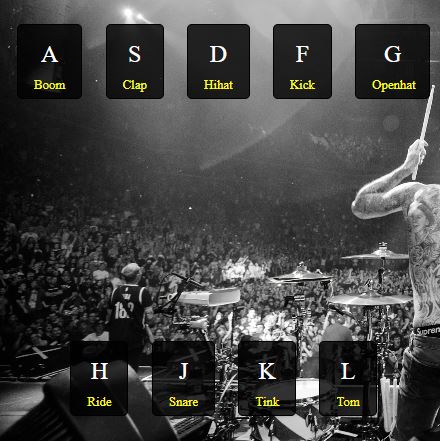 A S D F G
Boom Clap Hihat Kick Openhat
H J K L
Ride Snare Tink Tom